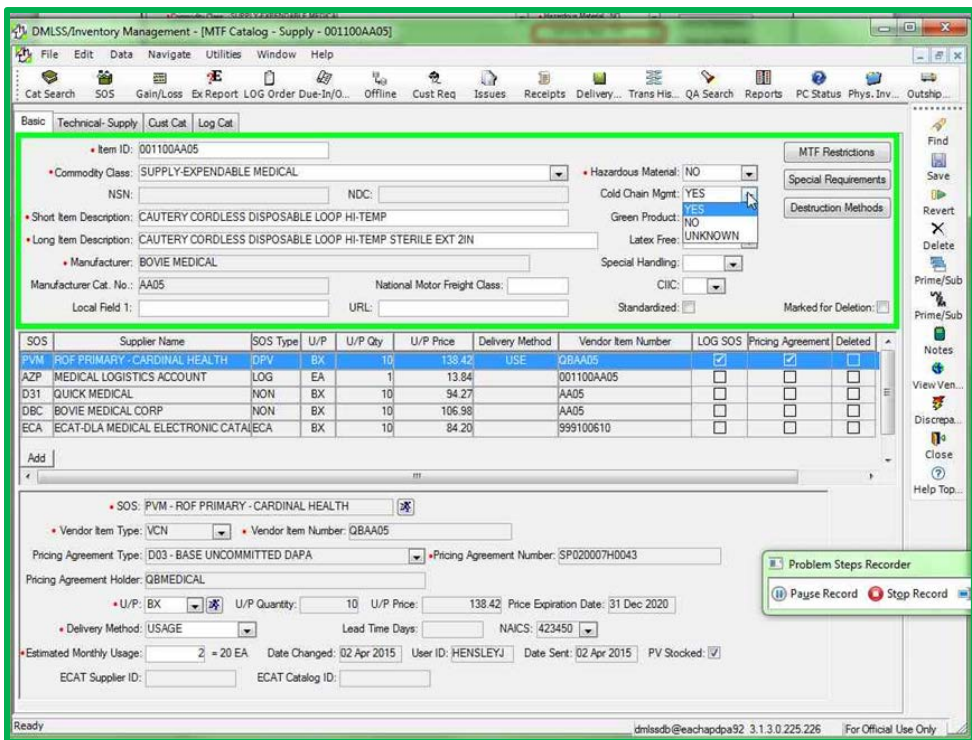 DMLSS/Inventory Management - [MTF Catalog - Supply - 001100AA05]
File Edit Data Navigate Utilities Window Help
Cat Search SOS Gain/Loss Ex Report LOG Order Due-In/O... Offline Cust Req Issues Receipts Delivery... Trans His... QA Search Reports PC Status Phys. Inv... Outship...
Basic Technical- Supply Cust Cat Log Cat
Item ID: 001100AA05 MTF Restrictions
Commodity Class: SUPPLY-EXPENDABLE MEDICAL Hazardous Material: NO Special Requirements
NSN: NDC: Cold Chain Mgmt: YES
YES
NO
UNKNOWN
Destruction Methods
Short Item Description: CAUTERY CORDLESS DISPOSABLE LOOP HI-TEMP Green Product:
Long Item Description: CAUTERY CORDLESS DISPOSABLE LOOP HI-TEMP STERILE EXT 2IN Latex Free:
Manufacturer: BOVIE MEDICAL Special Handling:
Manufacturer Cat. No.: AA05 National Motor Freight Class: CIIC:
Local Field 1: URL: Standardized: Marked for Deletion:
SOS Supplier Name SOS Type U/P U/P Qty U/P Price Delivery Method Vendor Item Number LOG SOS Pricing Agreement Deleted
PVM ROF PRIMARY - CARDINAL HEALTH DPV BX 10 138.42 USE QBAA05
AZP MEDICAL LOGISTICS ACCOUNT LOG EA 1 13.84 001100AA05
D31 QUICK MEDICAL NON BX 10 94.27 AA05
DBC BOVIE MEDICAL CORP NON BX 10 106.98 AA05
ECA ECAT-DLA MEDICAL ELECTRONIC CATAL ECA BX 10 84.20 999100610
Add
SOS: PVM - ROF PRIMARY - CARDINAL HEALTH
Vendor Item Type: VCN Vendor Item Number: QBAA05
Pricing Agreement Type: D03 - BASE UNCOMMITTED DAPA Pricing Agreement Number: SP020007H0043
Pricing Agreement Holder: QBMEDICAL
U/P: BX U/P Quantity: 10 U/P Price: 138.42 Price Expiration Date: 31 Dec 2020
Delivery Method: USAGE Lead Time Days: NAICS: 423450
Estimated Monthly Usage: 2 = 20 EA Date Changed: 02 Apr 2015 User ID: HENSLEYJ Date Sent: 02 Apr 2015 PV Stocked:
ECAT Supplier ID: ECAT Catalog ID:
Find
Save
Revert
Delete
Prime/Sub
Prime/Sub
Notes
View Ven...
Discrepa...
Close
Help Top...
Problem Steps Recorder
Pause Record Stop Record
Ready dmlssdb@eachapdpa92 3.1.3.0.225.226 For Official Use Only